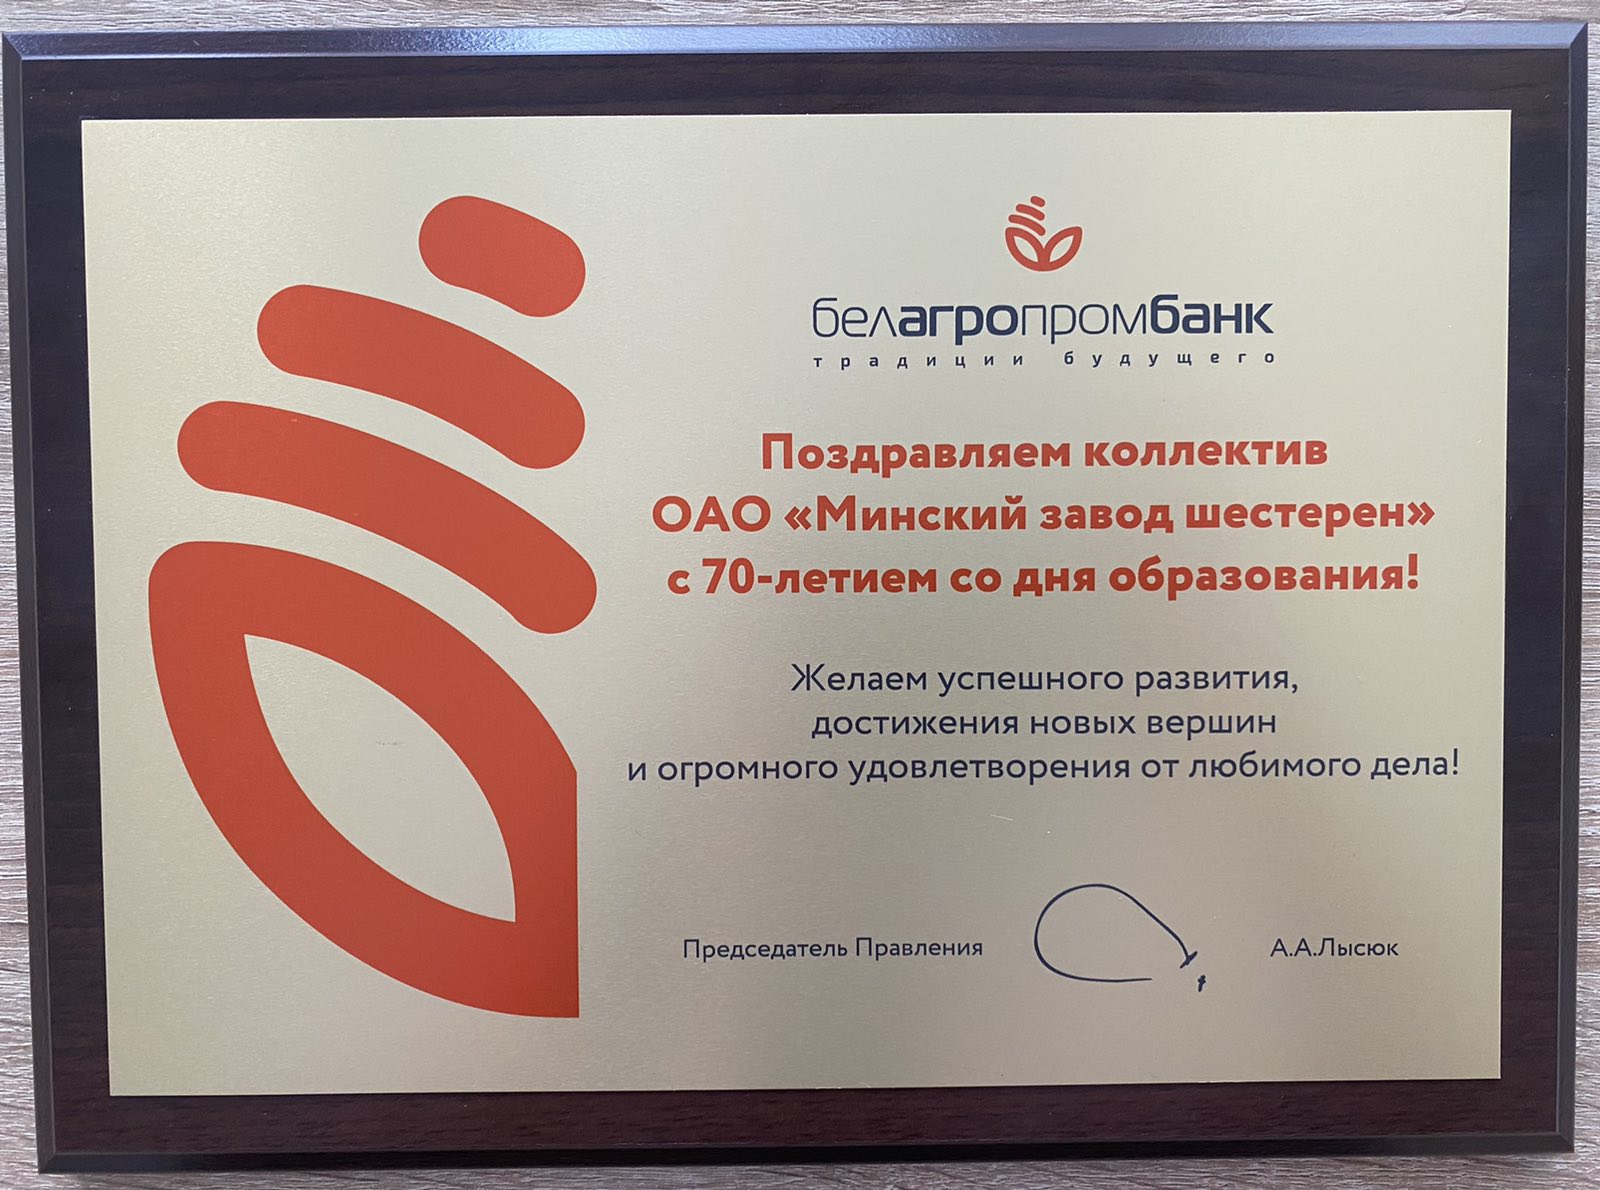 белагропромбанк
традиции будущего
Поздравляем коллектив
ОАО «Минский завод шестерен»
с 70-летием со дня образования!
Желаем успешного развития,
достижения новых вершин
и огромного удовлетворения от любимого дела!
Председатель Правления А.А.Лысюк